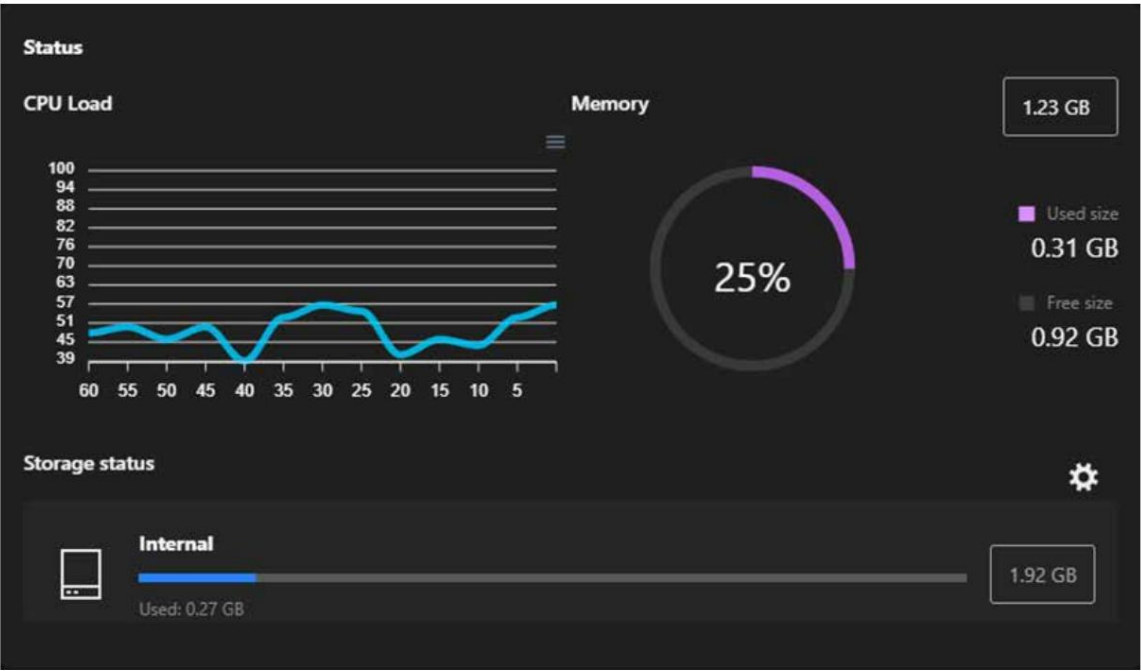 Status
CPU Load
100
94
88
82
76
70
63
57
51
45
39
60 55 50 45 40 35 30 25 20 15 10 5
Memory
1.23 GB
25%
Used size
0.31 GB
Free size
0.92 GB
Storage status
Internal
Used: 0.27 GB
1.92 GB